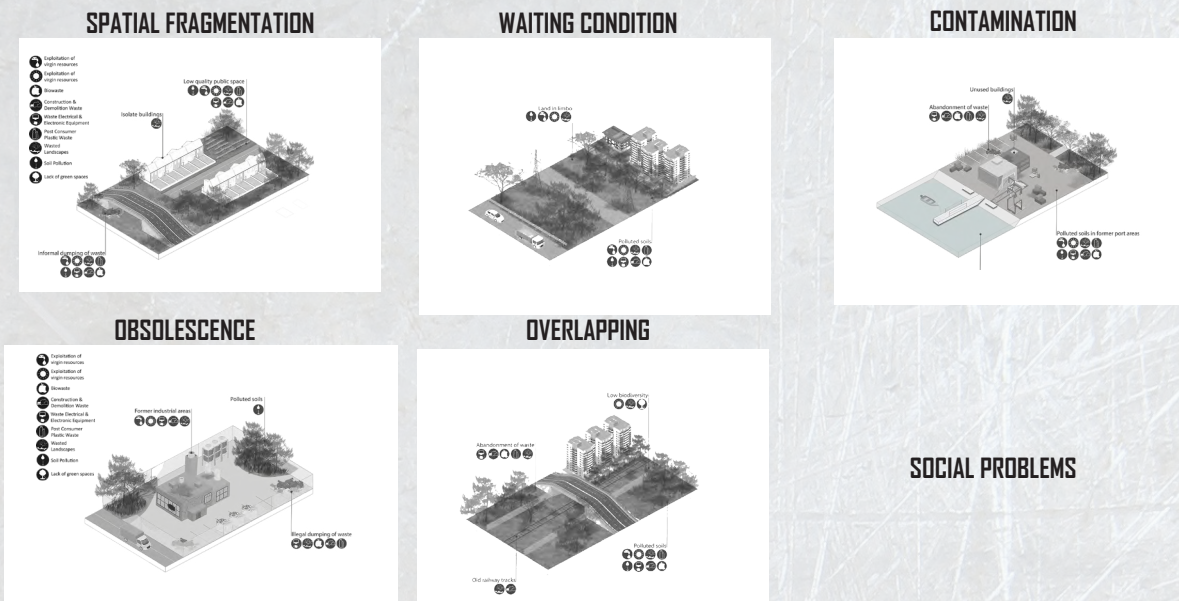 SPATIAL FRAGMENTATION
Exploitation of
virgin resources
Exploitation of
virgin resources
Biowaste
Construction &
Demolition Waste
Waste Electrical &
Electronic Equipment
Post Consumer
Plastic Waste
Wasted
Landscapes
Soil Pollution
Lack of green spaces
Low quality public space
Isolate buildings
Informal dumping of waste
WAITING CONDITION
Land in limbo
Polluted soils
CONTAMINATION
Unused buildings
Abandonment of waste
Polluted soils in former port areas
OBSOLESCENCE
Exploitation of
virgin resources
Exploitation of
virgin resources
Biowaste
Construction &
Demolition Waste
Waste Electrical &
Electronic Equipment
Post Consumer
Plastic Waste
Wasted
Landscapes
Soil Pollution
Lack of green spaces
Polluted soils
Former industrial areas
Illegal dumping of waste
OVERLAPPING
Low biodiversity
Abandonment of waste
Polluted soils
Old railway tracks
SOCIAL PROBLEMS